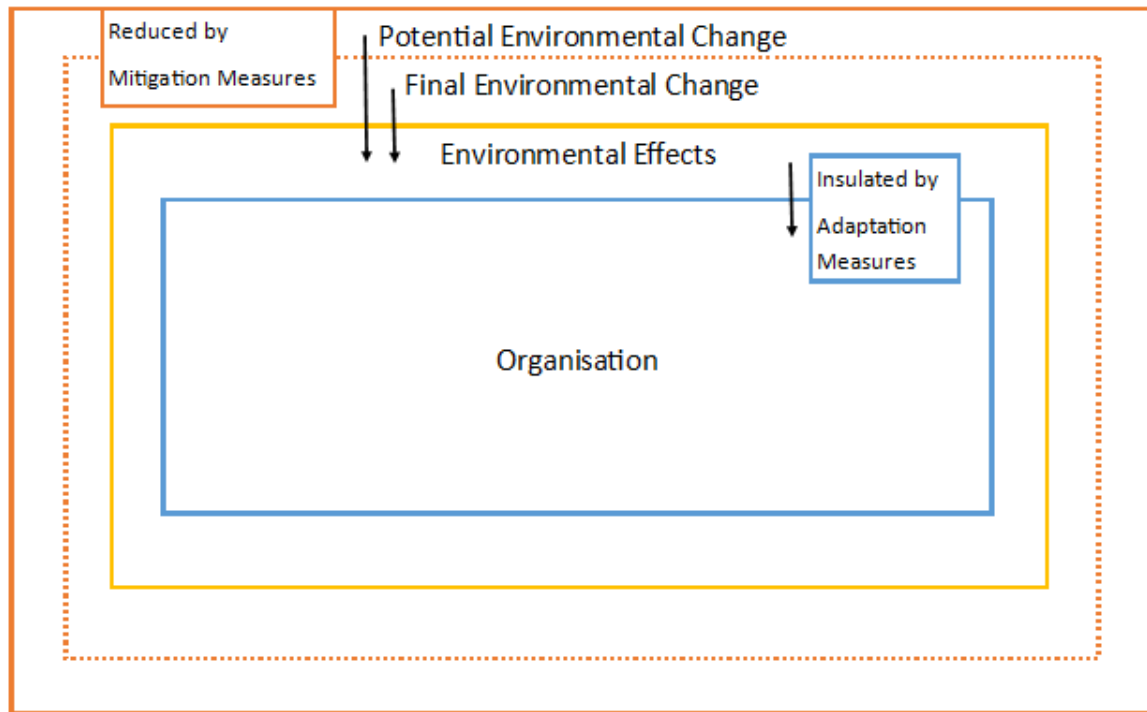 Reduced by
Mitigation Measures
Potential Environmental Change
Final Environmental Change
Environmental Effects
Insulated by
Adaptation
Measures
Organisation